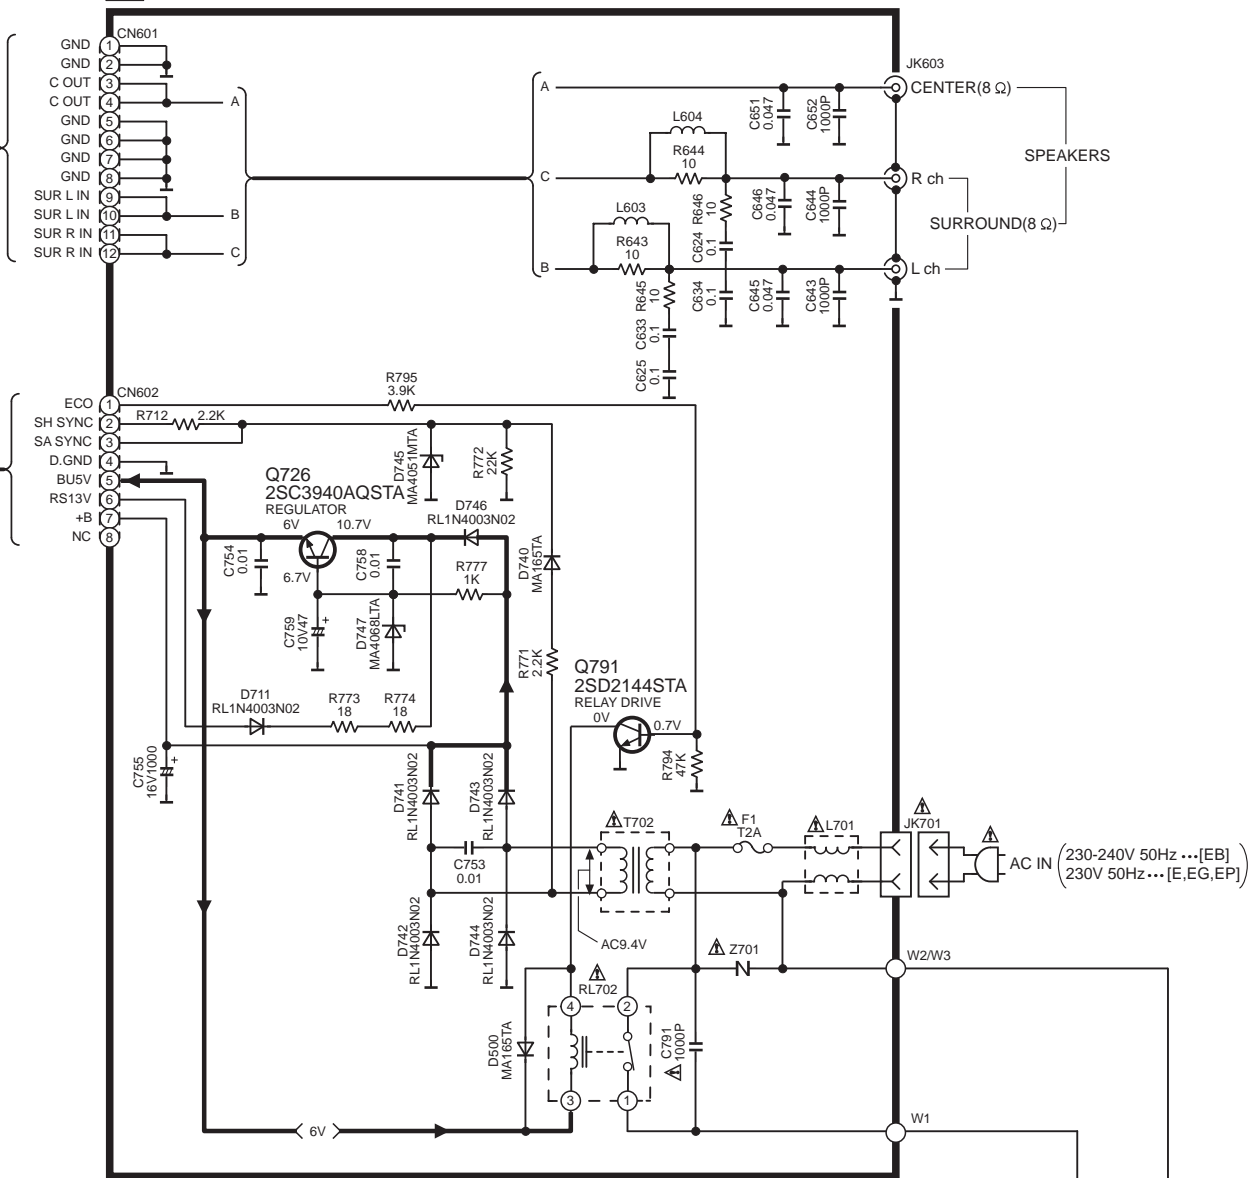 CN601
GND 1
GND 2
C OUT 3
C OUT 4
GND 5
GND 6
GND 7
GND 8
SUR L IN 9
SUR L IN 10
SUR R IN 11
SUR R IN 12
A
B
C
A
C
B
L604
R644
10
L603
R643
10
R646
10
C624
0.1
C634
0.1
R645
10
C633
0.1
C625
0.1
C651
0.047
C652
1000P
C646
0.047
C644
1000P
C645
0.047
C643
1000P
JK603
CENTER(8 Ω)
R ch
SURROUND(8 Ω)
L ch
SPEAKERS
CN602
ECO 1
SH SYNC 2
SA SYNC 3
D.GND 4
BU5V 5
RS13V 6
+B 7
NC 8
R712 2.2K
R795
3.9K
D745
MA4051MTA
R772
22K
Q726
2SC3940AQSTA
REGULATOR
6V 10.7V
6.7V
D746
RL1N4003N02
C754
0.01
C758
0.01
R777
1K
D740
MA165TA
C759
10V47
+
D747
MA4068LTA
R771
2.2K
Q791
2SD2144STA
RELAY DRIVE
0V
0.7V
R794
47K
D711
RL1N4003N02
R773
18
R774
18
C755
16V1000
+
D741
RL1N4003N02
D743
RL1N4003N02
C753
0.01
D742
RL1N4003N02
D744
RL1N4003N02
T702
F1
T2A
L701
JK701
AC IN
230-240V 50Hz •••[EB]
230V 50Hz •••[E,EG,EP]
AC9.4V
Z701
W2/W3
RL702
4 2
3 1
D500
MA165TA
C791
1000P
6V
W1